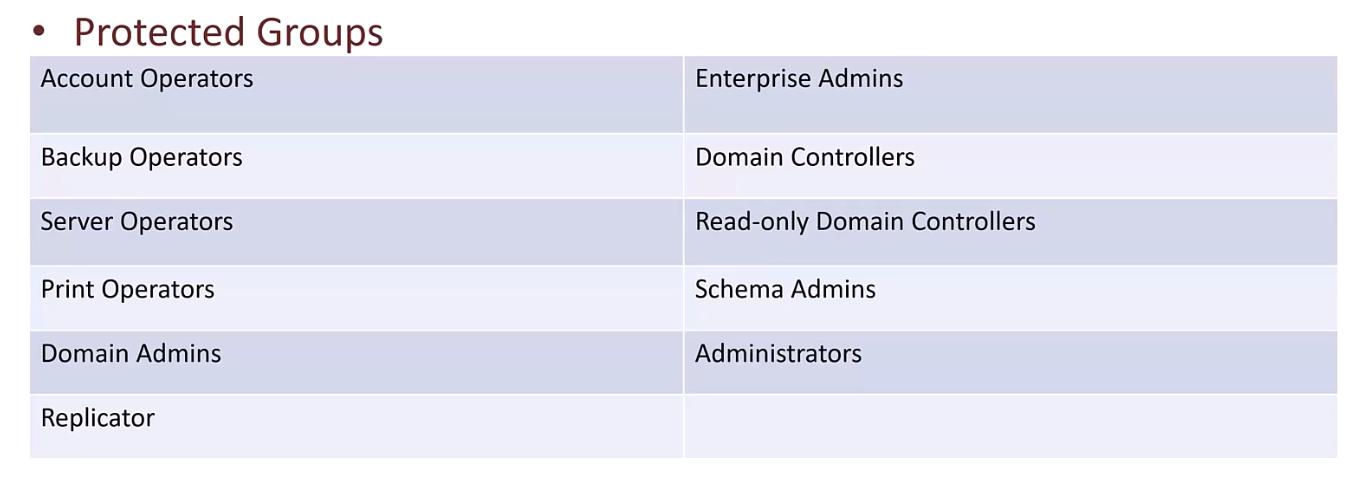 • Protected Groups
Account Operators Enterprise Admins
Backup Operators Domain Controllers
Server Operators Read-only Domain Controllers
Print Operators Schema Admins
Domain Admins Administrators
Replicator